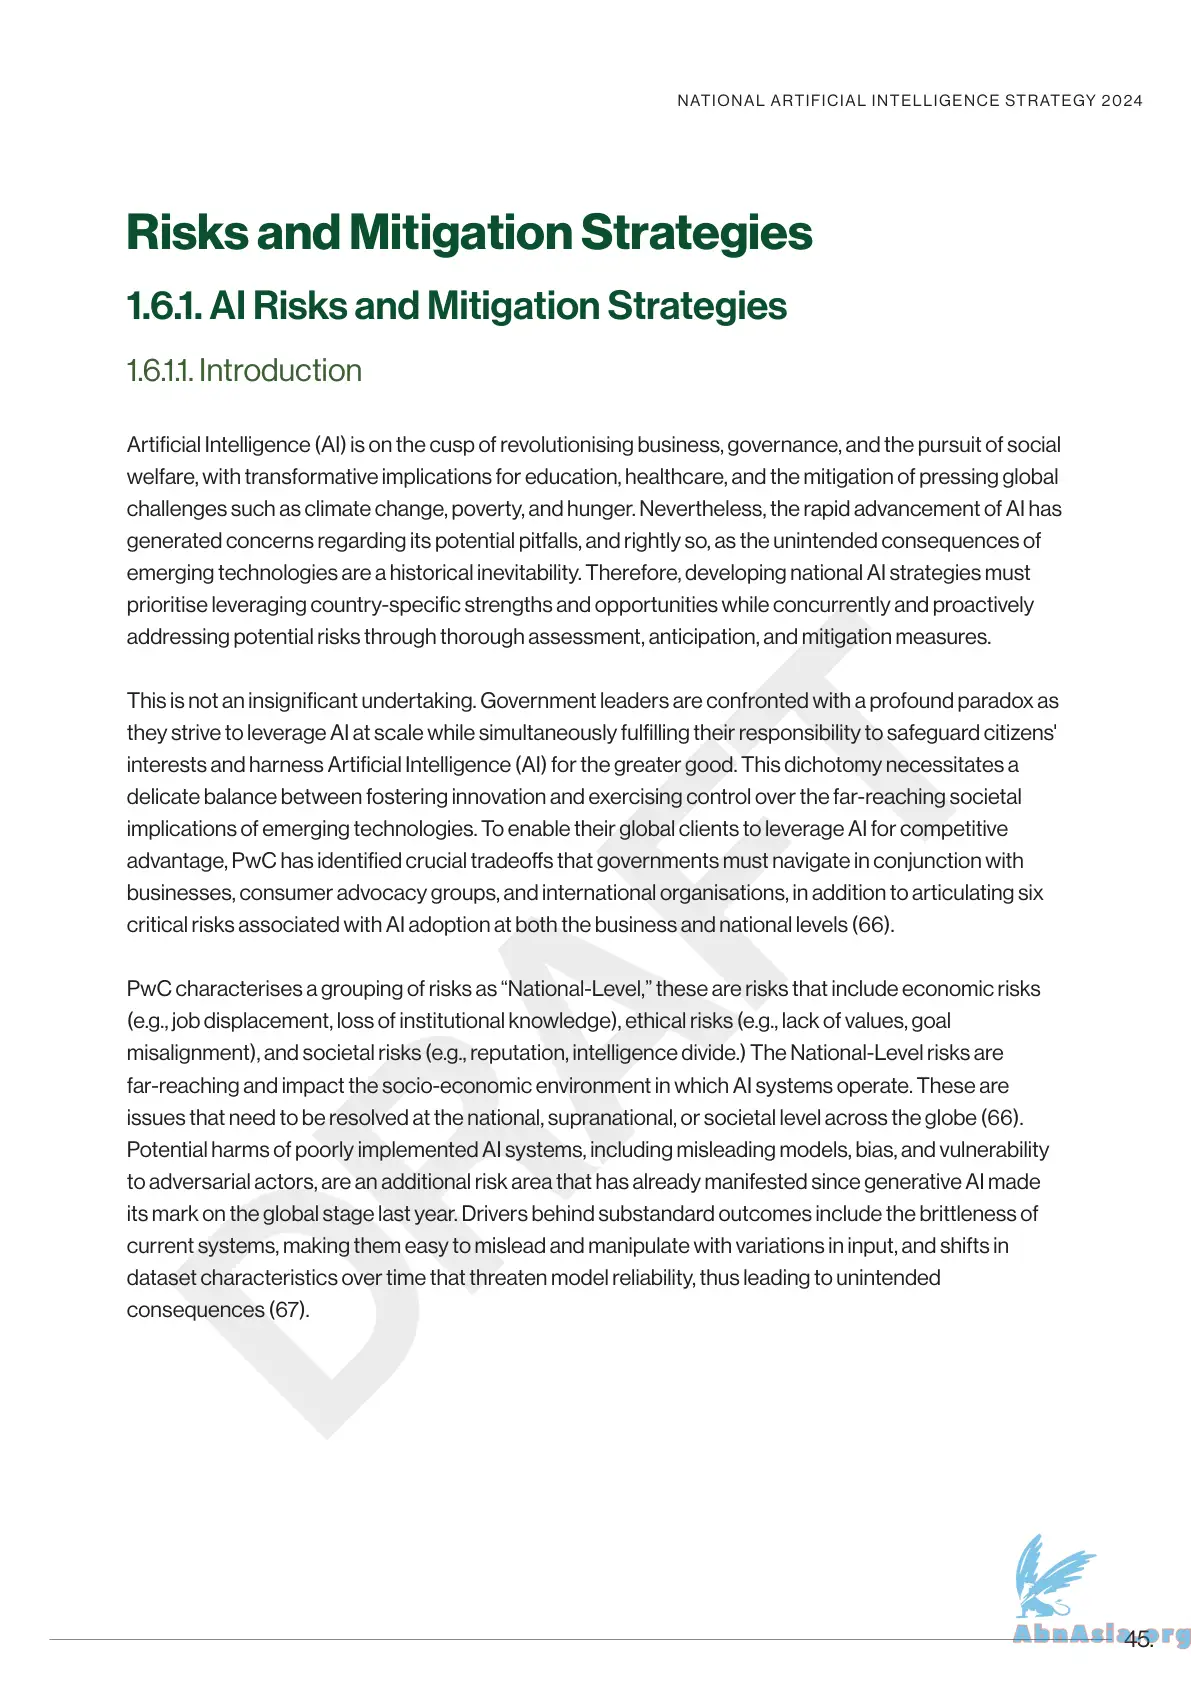 NATIONAL ARTIFICIAL INTELLIGENCE STRATEGY 2024
Risks and Mitigation Strategies
1.6.1. AI Risks and Mitigation Strategies
1.6.1.1. Introduction
Artificial Intelligence (AI) is on the cusp of revolutionising business, governance, and the pursuit of social
welfare, with transformative implications for education, healthcare, and the mitigation of pressing global
challenges such as climate change, poverty, and hunger. Nevertheless, the rapid advancement of AI has
generated concerns regarding its potential pitfalls, and rightly so, as the unintended consequences of
emerging technologies are a historical inevitability. Therefore, developing national AI strategies must
prioritise leveraging country-specific strengths and opportunities while concurrently and proactively
addressing potential risks through thorough assessment, anticipation, and mitigation measures.
This is not an insignificant undertaking. Government leaders are confronted with a profound paradox as
they strive to leverage AI at scale while simultaneously fulfilling their responsibility to safeguard citizens'
interests and harness Artificial Intelligence (AI) for the greater good. This dichotomy necessitates a
delicate balance between fostering innovation and exercising control over the far-reaching societal
implications of emerging technologies. To enable their global clients to leverage AI for competitive
advantage, PwC has identified crucial tradeoffs that governments must navigate in conjunction with
businesses, consumer advocacy groups, and international organisations, in addition to articulating six
critical risks associated with AI adoption at both the business and national levels (66).
PwC characterises a grouping of risks as “National-Level,” these are risks that include economic risks
(e.g., job displacement, loss of institutional knowledge), ethical risks (e.g., lack of values, goal
misalignment), and societal risks (e.g., reputation, intelligence divide.) The National-Level risks are
far-reaching and impact the socio-economic environment in which AI systems operate. These are
issues that need to be resolved at the national, supranational, or societal level across the globe (66).
Potential harms of poorly implemented AI systems, including misleading models, bias, and vulnerability
to adversarial actors, are an additional risk area that has already manifested since generative AI made
its mark on the global stage last year. Drivers behind substandard outcomes include the brittleness of
current systems, making them easy to mislead and manipulate with variations in input, and shifts in
dataset characteristics over time that threaten model reliability, thus leading to unintended
consequences (67).
DRAFT
AbnAsia.org
45.